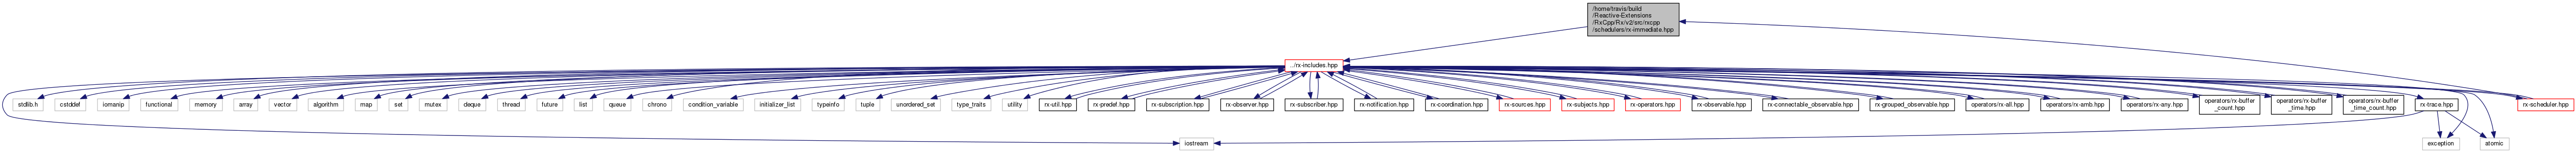 /home/travis/build
/Reactive-Extensions
/RxCpp/Rx/v2/src/rxcpp
/schedulers/rx-immediate.hpp
../rx-includes.hpp
stdlib.h
cstddef
iomanip
functional
memory
array
vector
algorithm
map
set
mutex
deque
thread
future
list
queue
chrono
condition_variable
initializer_list
typeinfo
tuple
unordered_set
type_traits
utility
rx-util.hpp
rx-predef.hpp
rx-subscription.hpp
rx-observer.hpp
rx-subscriber.hpp
rx-notification.hpp
rx-coordination.hpp
rx-sources.hpp
rx-subjects.hpp
rx-operators.hpp
rx-observable.hpp
rx-connectable_observable.hpp
rx-grouped_observable.hpp
operators/rx-all.hpp
operators/rx-amb.hpp
operators/rx-any.hpp
operators/rx-buffer
_count.hpp
operators/rx-buffer
_time.hpp
operators/rx-buffer
_time_count.hpp
rx-trace.hpp
rx-scheduler.hpp
iostream
exception
atomic